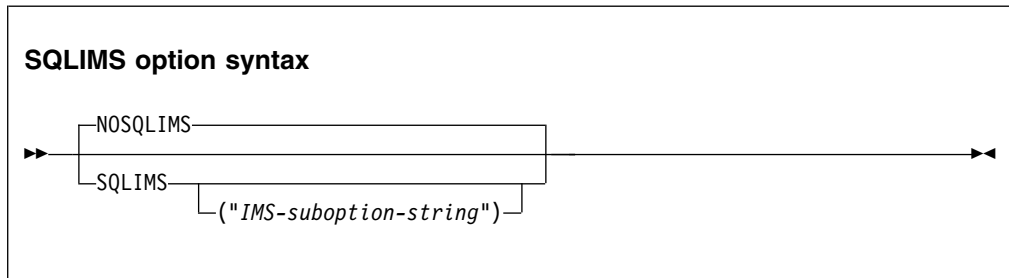 SQLIMS option syntax
NOSQLIMS
SQLIMS
("IMS-suboption-string")